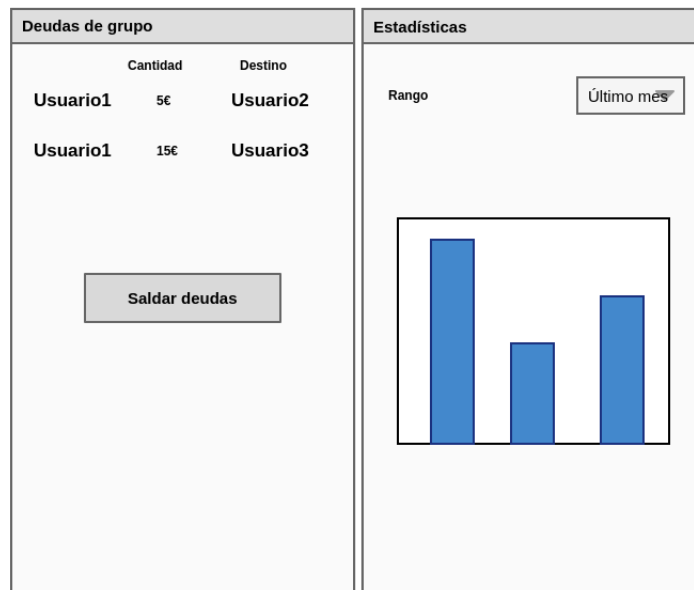 Deudas de grupo
Cantidad Destino
Usuario1 5€ Usuario2
Usuario1 15€ Usuario3
Saldar deudas
Estadísticas
Rango Último mes